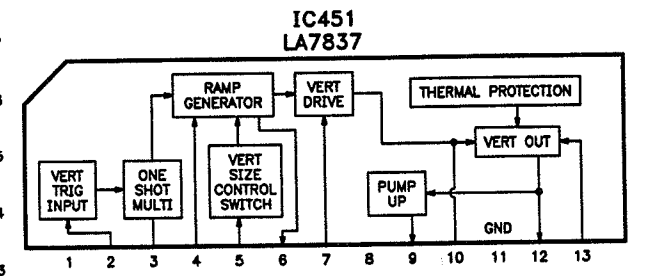 IC451
LA7837
RAMP
GENERATOR
VERT
DRIVE
THERMAL PROTECTION
VERT OUT
VERT
TRIG
INPUT
ONE
SHOT
MULTI
VERT
SIZE
CONTROL
SWITCH
PUMP
UP
GND
1 2 3 4 5 6 7 8 9 10 11 12 13